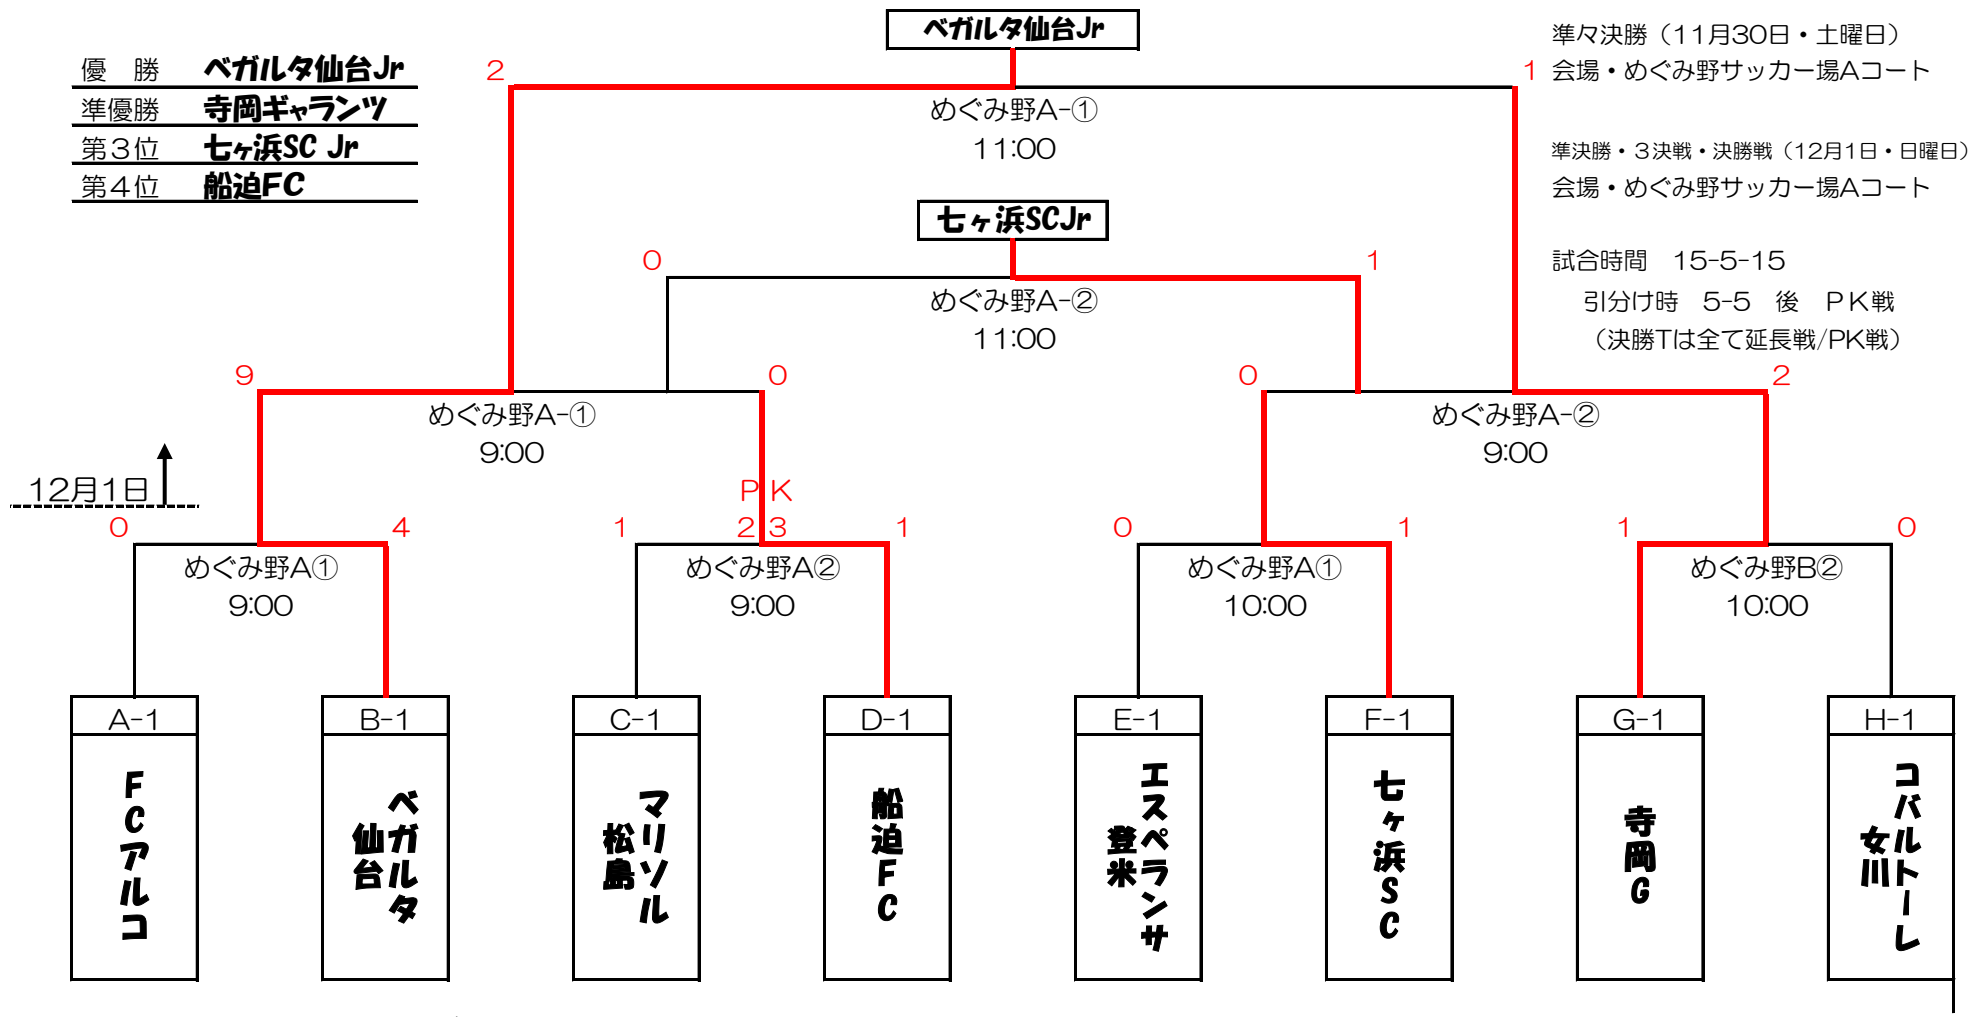 ベガルタ仙台Jr
優　勝　ベガルタ仙台Jr
準優勝　寺岡ギャランツ
第３位　七ヶ浜SC Jr
第４位　船迫FC
準々決勝（11月30日・土曜日）
会場・めぐみ野サッカー場Aコート
準決勝・３決戦・決勝戦（12月1日・日曜日）
会場・めぐみ野サッカー場Aコート
試合時間　15-5-15
引分け時　5-5　後　ＰＫ戦
（決勝Tは全て延長戦/PK戦）
2　1
めぐみ野A-①
11:00
七ヶ浜SCJr
0　1
めぐみ野A-②
11:00
9　0　0　2
めぐみ野A-①　めぐみ野A-②
9:00　9:00
12月1日
P K
0　4　1　2 3　1　0　1　1　0
めぐみ野A①　めぐみ野A②　めぐみ野A①　めぐみ野B②
9:00　9:00　10:00　10:00
A-1　B-1　C-1　D-1　E-1　F-1　G-1　H-1
FCアルコ
ベガルタ
仙台
マリソル
松島
船迫FC
エスペランサ
登米
七ヶ浜SC
寺岡G
コバルトーレ
女川